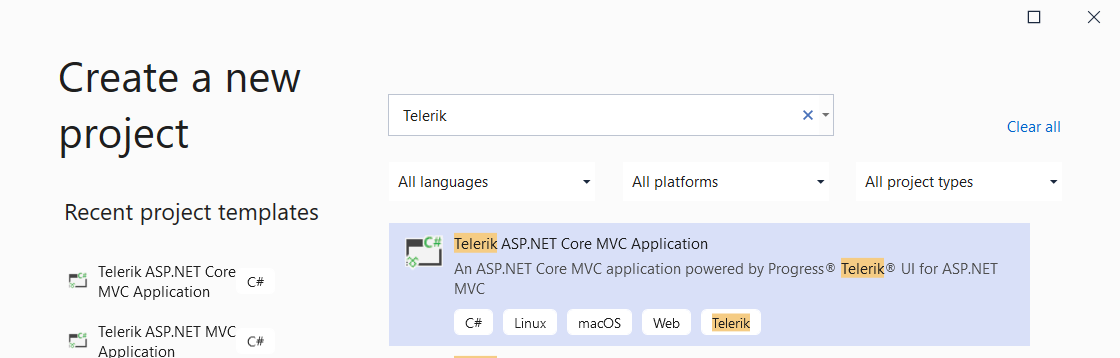 Create a new
project
Telerik
Clear all
All languages
All platforms
All project types
Recent project templates
Telerik ASP.NET Core
MVC Application
C#
Telerik ASP.NET MVC
Application
C#
C#
Telerik ASP.NET Core MVC Application
An ASP.NET Core MVC application powered by Progress® Telerik® UI for ASP.NET
MVC
C#
Linux
macOS
Web
Telerik